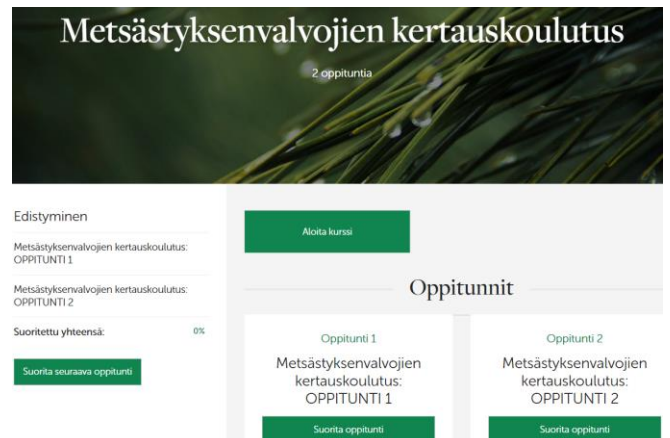 Metsästyksenvalvojien kertauskoulutus
2 oppituntia
Edistyminen
Metsästyksenvalvojien kertauskoulutus:
OPPITUNTI 1
Metsästyksenvalvojien kertauskoulutus:
OPPITUNTI 2
Suoritettu yhteensä: 0%
Suorita seuraava oppitunti
Aloita kurssi
Oppitunnit
Oppitunti 1
Metsästyksenvalvojien
kertauskoulutus:
OPPITUNTI 1
Suorita oppitunti
Oppitunti 2
Metsästyksenvalvojien
kertauskoulutus:
OPPITUNTI 2
Suorita oppitunti